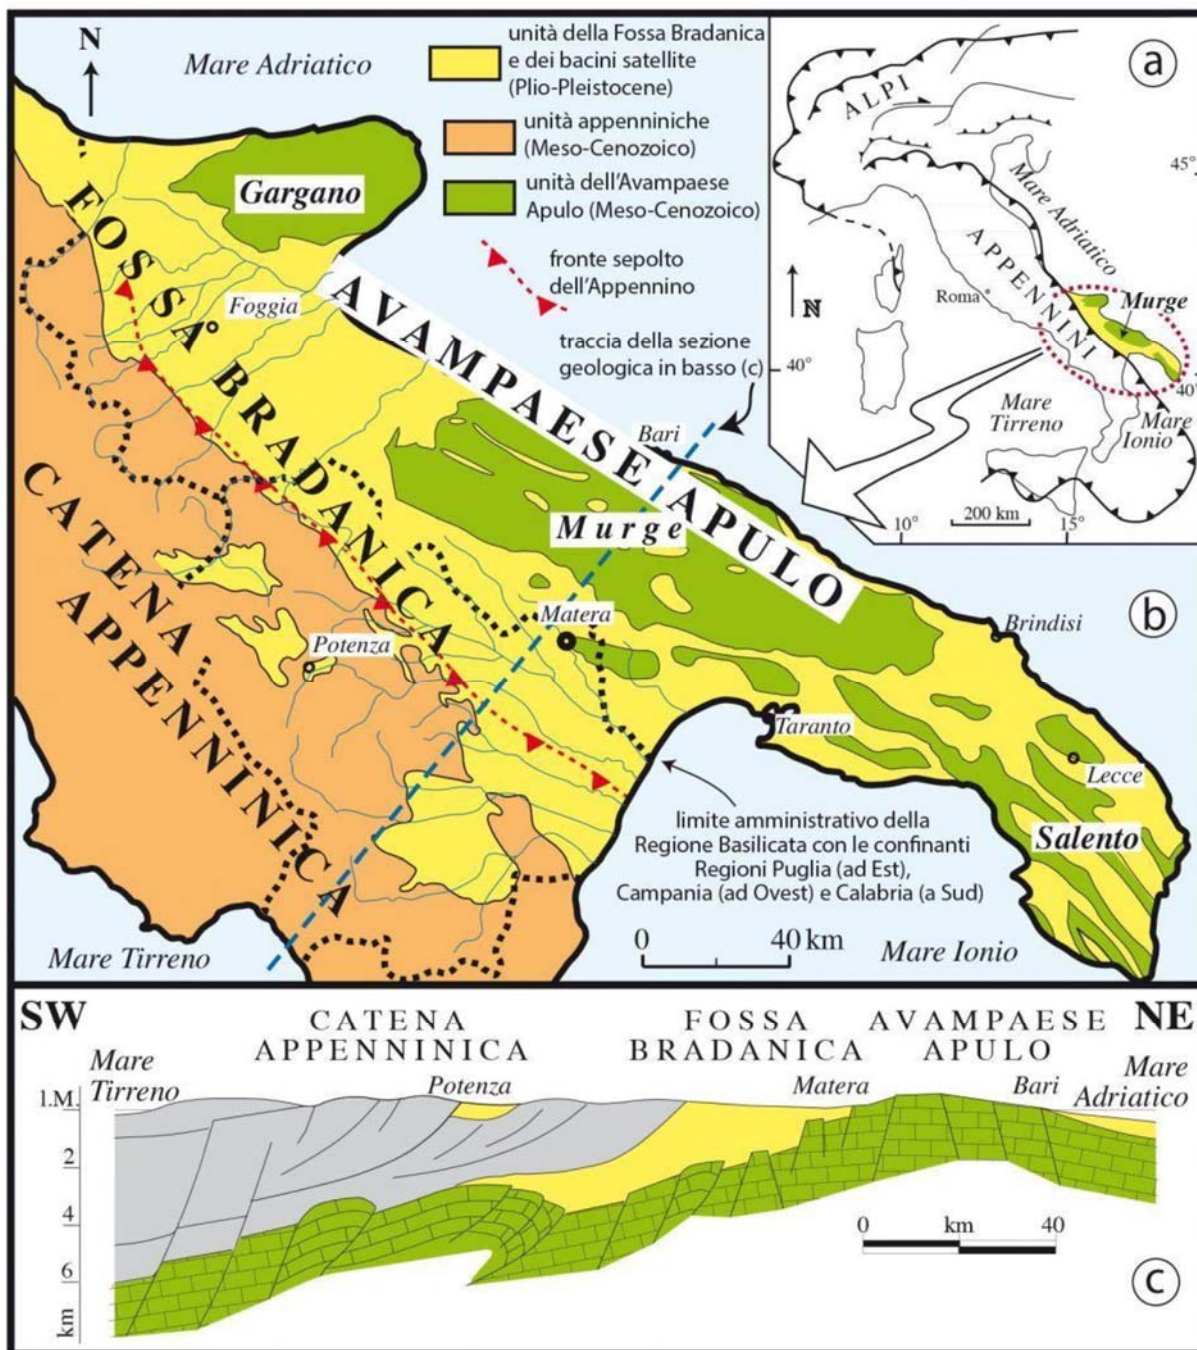 N
Mare Adriatico
unità della Fossa Bradanica
e dei bacini satellite
(Plio-Pleistocene)
unità appenniniche
(Meso-Cenozoico)
unità dell'Avampaese
Apulo (Meso-Cenozoico)
fronte sepolto
dell'Appennino
traccia della sezione
geologica in basso (c)
a
ALPI
45°
Mare Adriatico
APPENNINI
N
Roma
Murge
40°
40°
Mare
Tirreno
Mare
Ionio
10°
200 km
15°
Gargano
FOSSA BRADANICA
Foggia
AVAMPAESE APULO
Bari
CATENA
APPENNINICA
Murge
Matera
Potenza
b
Brindisi
Taranto
Lecce
Salento
limite amministrativo della
Regione Basilicata con le confinanti
Regioni Puglia (ad Est),
Campania (ad Ovest) e Calabria (a Sud)
0 40 km
Mare Tirreno
Mare Ionio
SW
CATENA
APPENNINICA
FOSSA
BRADANICA
AVAMPAESE
APULO
NE
Mare
Tirreno
Potenza
Matera
Bari
Mare
Adriatico
l.M.
2
4
6
km
0 km 40
c